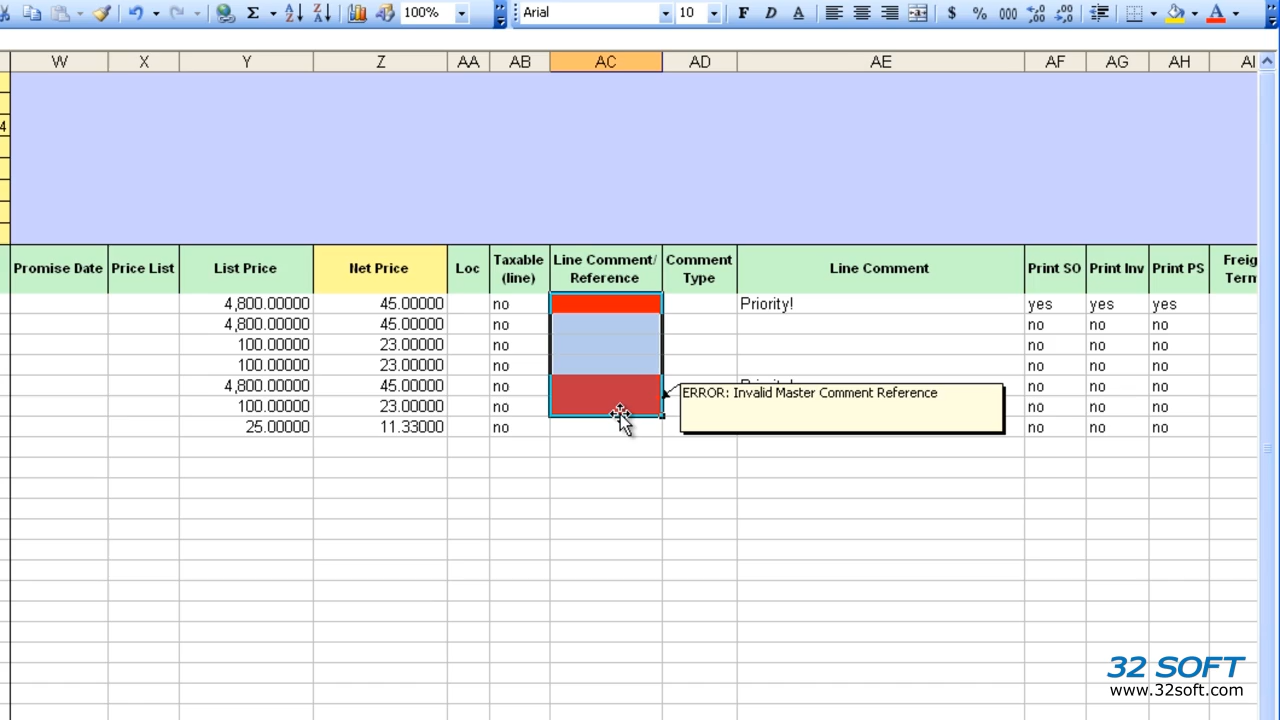 Σ 100% Arial 10 F D A $ % 000
W X Y Z AA AB AC AD AE AF AG AH
4
Promise Date Price List List Price Net Price Loc Taxable (line) Line Comment/ Reference Comment Type Line Comment Print SO Print Inv Print PS Freig Term
4,800.00000 45.00000 no Priority! yes yes yes
4,800.00000 45.00000 no no no no
100.00000 23.00000 no no no no
100.00000 23.00000 no no no no
4,800.00000 45.00000 no no no no
ERROR: Invalid Master Comment Reference
100.00000 23.00000 no no no no
25.00000 11.33000 no no no no
32 SOFT
www.32soft.com